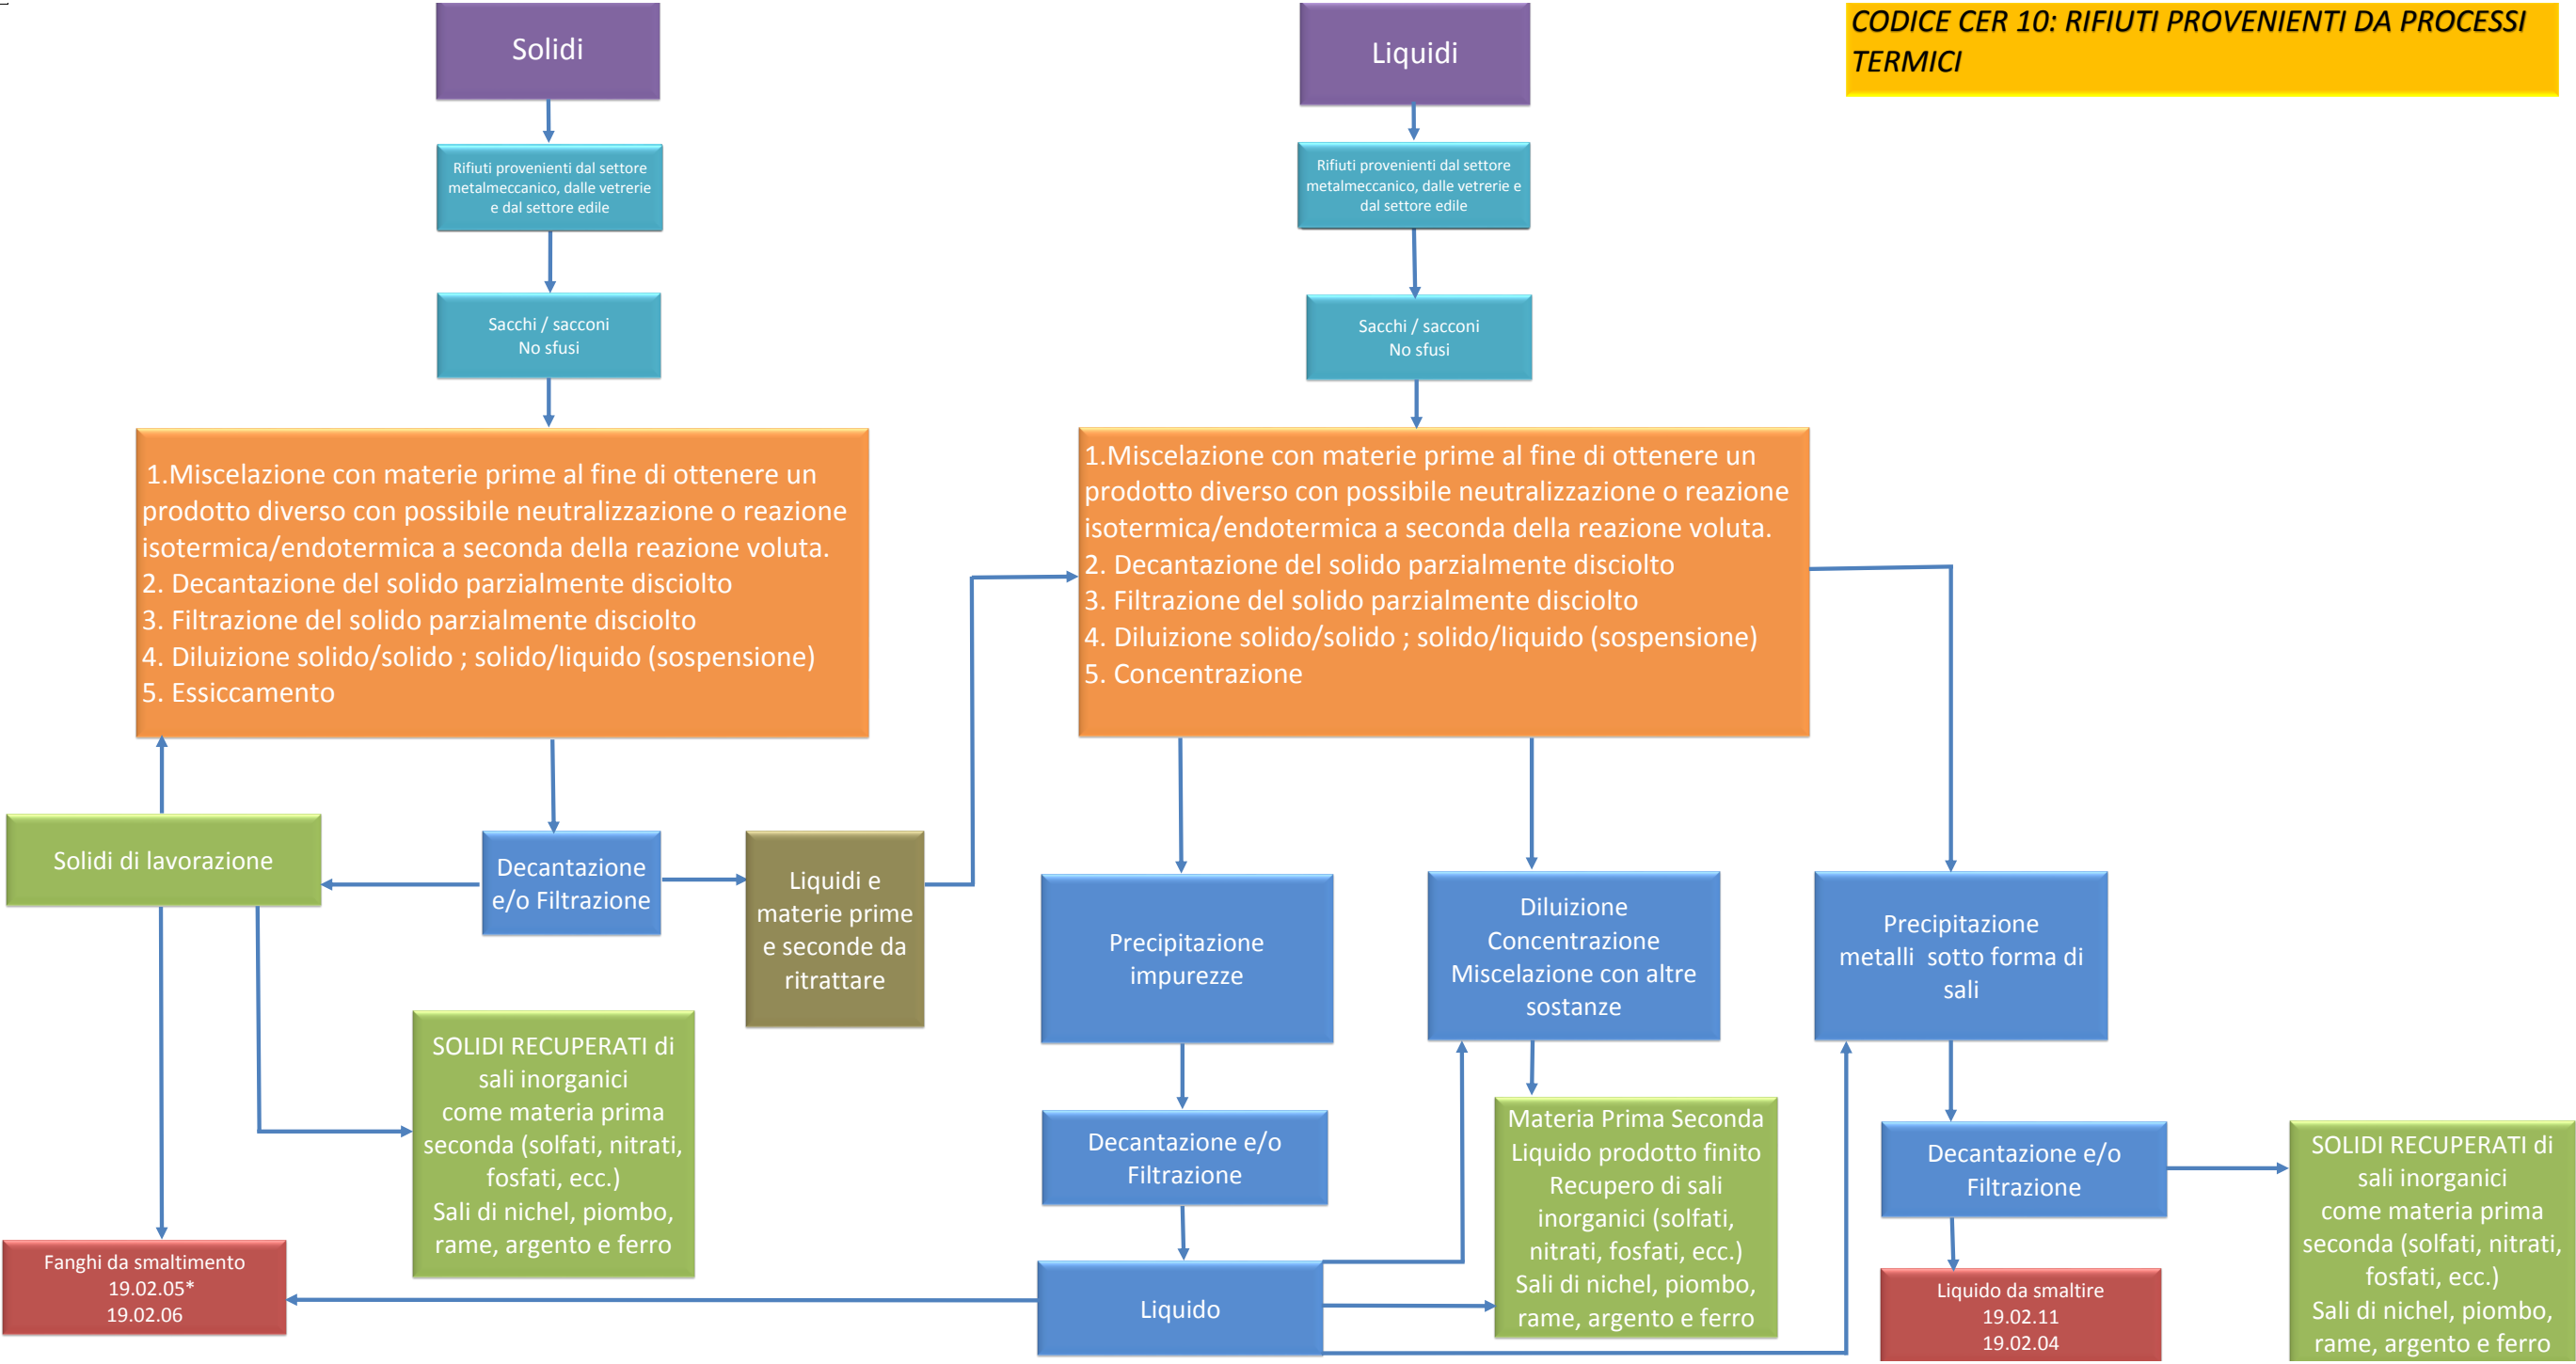 CODICE CER 10: RIFIUTI PROVENIENTI DA PROCESSI
TERMICI
Solidi
Rifiuti provenienti dal settore
metalmeccanico, dalle vetrerie
e dal settore edile
Sacchi / sacconi
No sfusi
1.Miscelazione con materie prime al fine di ottenere un
prodotto diverso con possibile neutralizzazione o reazione
isotermica/endotermica a seconda della reazione voluta.
2. Decantazione del solido parzialmente disciolto
3. Filtrazione del solido parzialmente disciolto
4. Diluizione solido/solido ; solido/liquido (sospensione)
5. Essiccamento
Solidi di lavorazione
Decantazione
e/o Filtrazione
Liquidi e
materie prime
e seconde da
ritrattare
SOLIDI RECUPERATI di
sali inorganici
come materia prima
seconda (solfati, nitrati,
fosfati, ecc.)
Sali di nichel, piombo,
rame, argento e ferro
Fanghi da smaltimento
19.02.05*
19.02.06
Liquidi
Rifiuti provenienti dal settore
metalmeccanico, dalle vetrerie e
dal settore edile
Sacchi / sacconi
No sfusi
1.Miscelazione con materie prime al fine di ottenere un
prodotto diverso con possibile neutralizzazione o reazione
isotermica/endotermica a seconda della reazione voluta.
2. Decantazione del solido parzialmente disciolto
3. Filtrazione del solido parzialmente disciolto
4. Diluizione solido/solido ; solido/liquido (sospensione)
5. Concentrazione
Precipitazione
impurezze
Decantazione e/o
Filtrazione
Liquido
Diluizione
Concentrazione
Miscelazione con altre
sostanze
Materia Prima Seconda
Liquido prodotto finito
Recupero di sali
inorganici (solfati,
nitrati, fosfati, ecc.)
Sali di nichel, piombo,
rame, argento e ferro
Precipitazione
metalli sotto forma di
sali
Decantazione e/o
Filtrazione
Liquido da smaltire
19.02.11
19.02.04
SOLIDI RECUPERATI di
sali inorganici
come materia prima
seconda (solfati, nitrati,
fosfati, ecc.)
Sali di nichel, piombo,
rame, argento e ferro